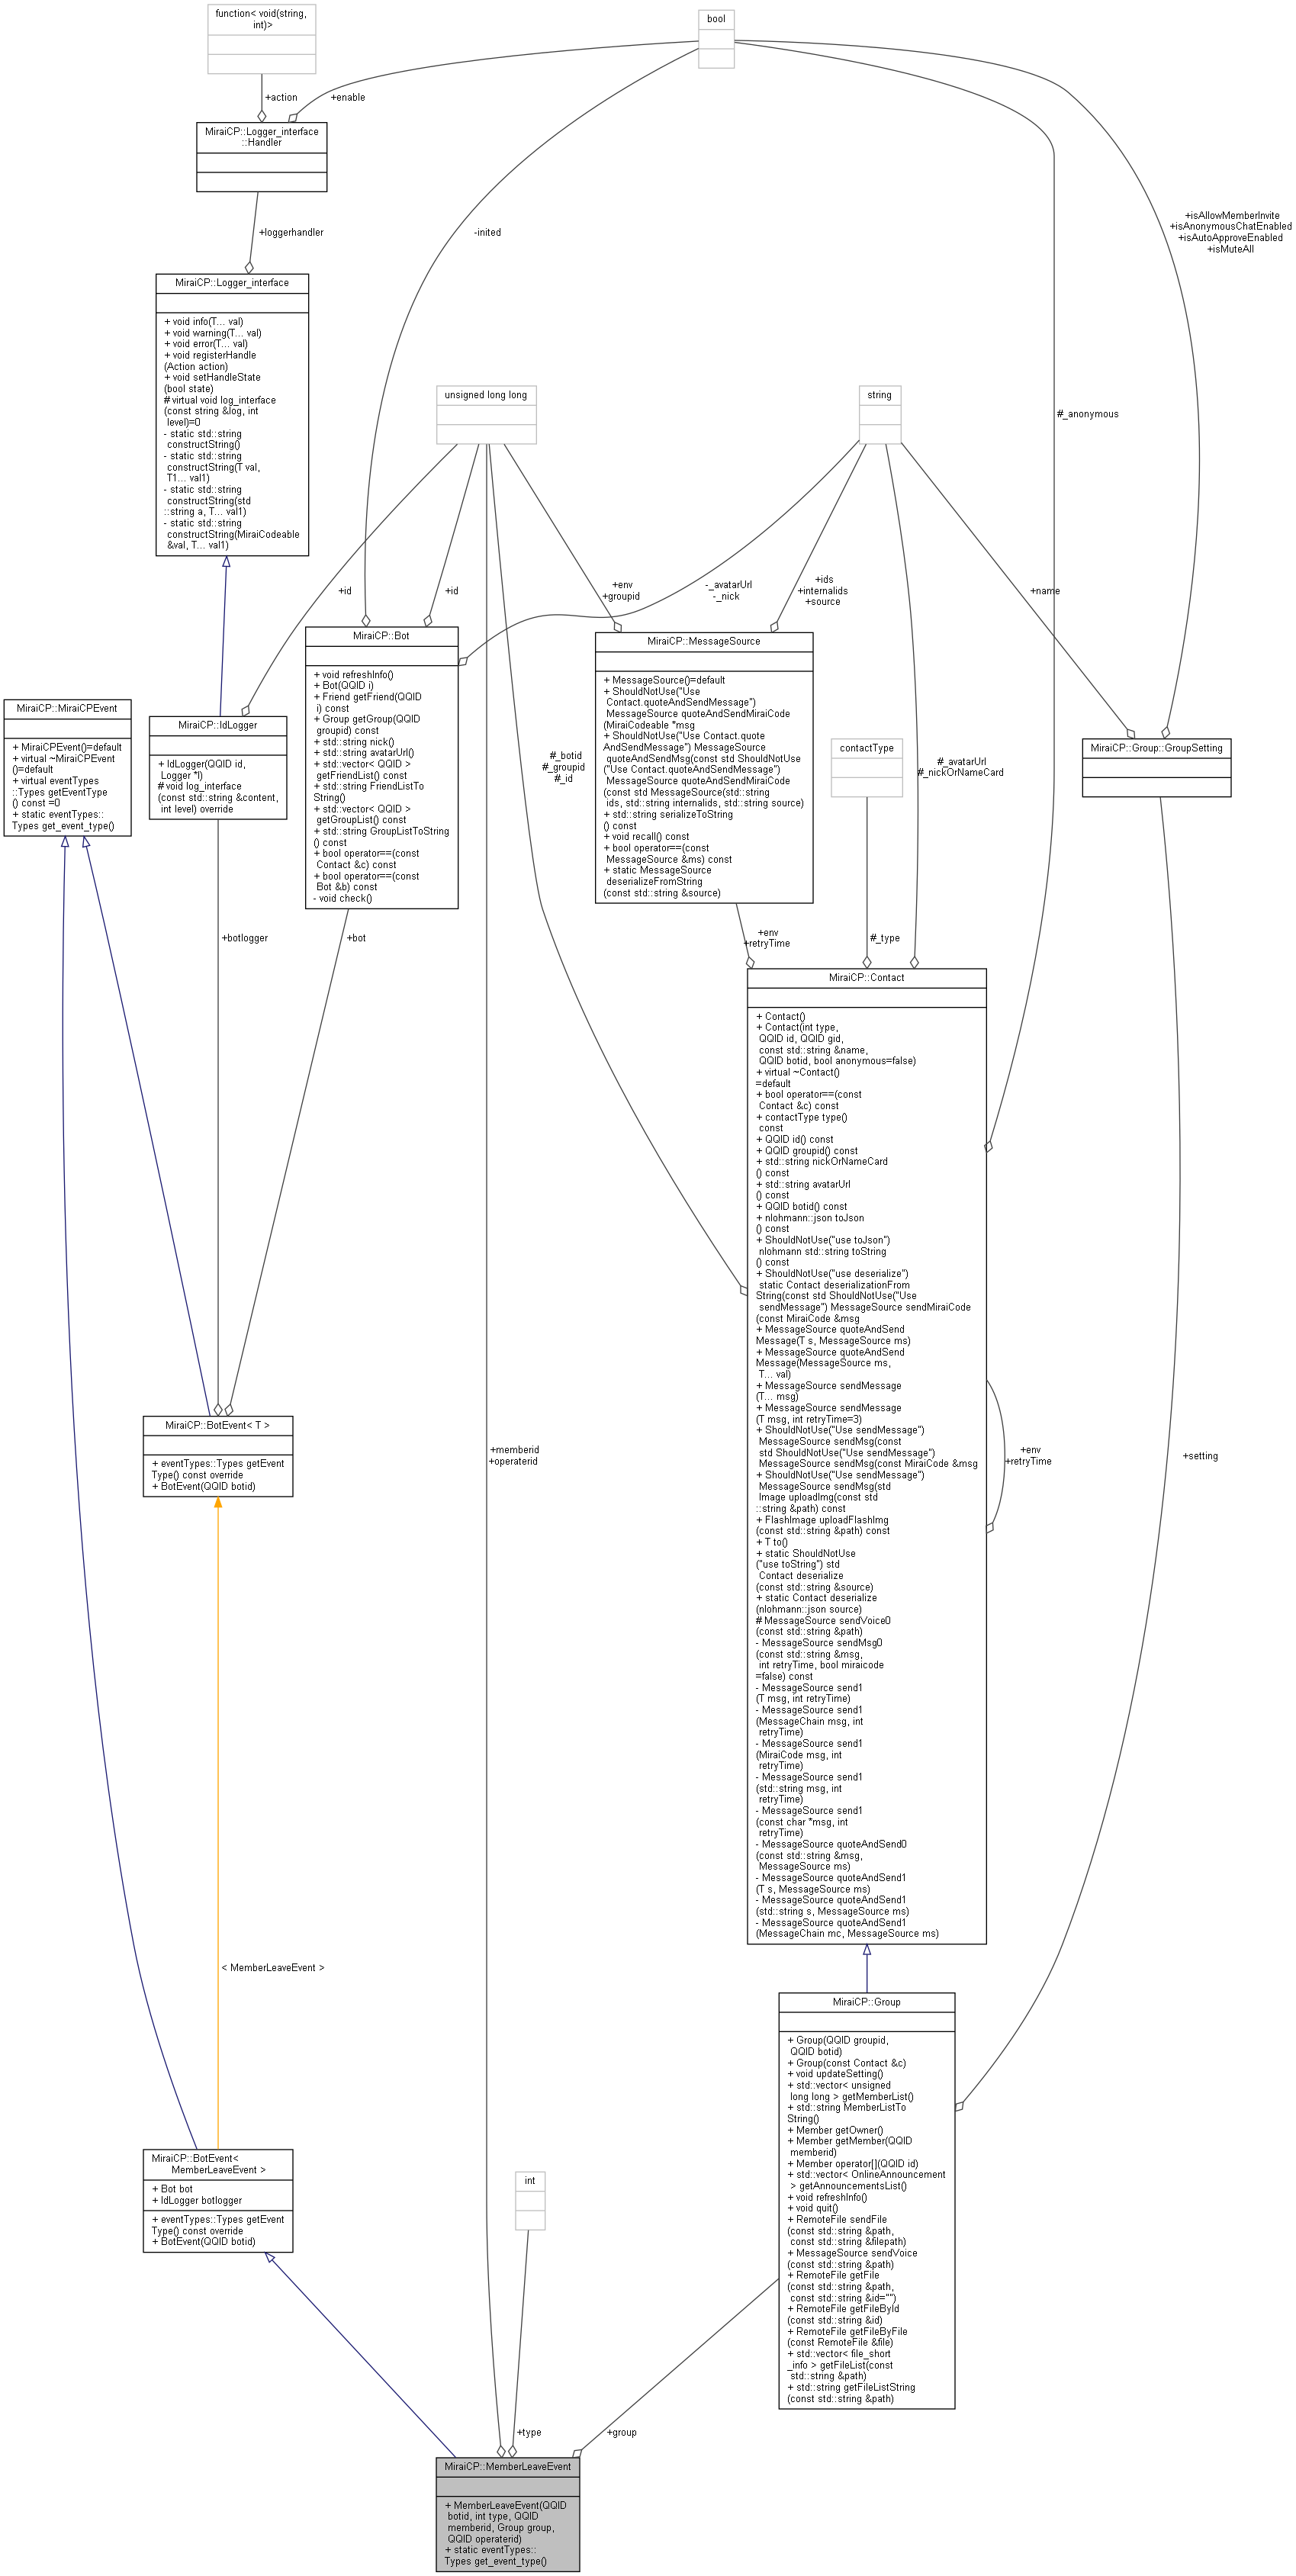 function< void(string,
int)>
bool
+action
+enable
MiraiCP::Logger_interface
::Handler
+isAllowMemberInvite
+isAnonymousChatEnabled
+isAutoApproveEnabled
+isMuteAll
+loggerhandler
-inited
MiraiCP::Logger_interface
+ void info(T... val)
+ void warning(T... val)
+ void error(T... val)
+ void registerHandle
(Action action)
+ void setHandleState
(bool state)
# virtual void log_interface
(const string &log, int
level)=0
- static std::string
constructString()
- static std::string
constructString(T val,
T1... val1)
- static std::string
constructString(std
::string a, T... val1)
- static std::string
constructString(MiraiCodeable
&val, T... val1)
unsigned long long
string
#_anonymous
+id
+id
+env
+groupid
-_avatarUrl
-_nick
+ids
+internalids
+source
+name
MiraiCP::MiraiCPEvent
+ MiraiCPEvent()=default
+ virtual ~MiraiCPEvent
()=default
+ virtual eventTypes
::Types getEventType
() const =0
+ static eventTypes::
Types get_event_type()
MiraiCP::IdLogger
+ IdLogger(QQID id,
Logger *l)
# void log_interface
(const std::string &content,
int level) override
MiraiCP::Bot
+ void refreshInfo()
+ Bot(QQID i)
+ Friend getFriend(QQID
i) const
+ Group getGroup(QQID
groupid) const
+ std::string nick()
+ std::string avatarUrl()
+ std::vector< QQID >
getFriendList() const
+ std::string FriendListTo
String()
+ std::vector< QQID >
getGroupList() const
+ std::string GroupListToString
() const
+ bool operator==(const
Contact &c) const
+ bool operator==(const
Bot &b) const
- void check()
#_botid
#_groupid
#_id
MiraiCP::MessageSource
+ MessageSource()=default
+ ShouldNotUse("Use
Contact.quoteAndSendMessage")
MessageSource quoteAndSendMiraiCode
(MiraiCodeable *msg
+ ShouldNotUse("Use Contact.quote
AndSendMessage") MessageSource
quoteAndSendMsg(const std ShouldNotUse
("Use Contact.quoteAndSendMessage")
MessageSource quoteAndSendMiraiCode
(const std MessageSource(std::string
ids, std::string internalids, std::string source)
+ std::string serializeToString
() const
+ void recall() const
+ bool operator==(const
MessageSource &ms) const
+ static MessageSource
deserializeFromString
(const std::string &source)
contactType
#_avatarUrl
#_nickOrNameCard
MiraiCP::Group::GroupSetting
+botlogger
+bot
+env
+retryTime
#_type
MiraiCP::Contact
+ Contact()
+ Contact(int type,
QQID id, QQID gid,
const std::string &name,
QQID botid, bool anonymous=false)
+ virtual ~Contact()
=default
+ bool operator==(const
Contact &c) const
+ contactType type()
const
+ QQID id() const
+ QQID groupid() const
+ std::string nickOrNameCard
() const
+ std::string avatarUrl
() const
+ QQID botid() const
+ nlohmann::json toJson
() const
+ ShouldNotUse("use toJson")
nlohmann std::string toString
() const
+ ShouldNotUse("use deserialize")
static Contact deserializationFrom
String(const std ShouldNotUse("Use
sendMessage") MessageSource sendMiraiCode
(const MiraiCode &msg
+ MessageSource quoteAndSend
Message(T s, MessageSource ms)
+ MessageSource quoteAndSend
Message(MessageSource ms,
T... val)
+ MessageSource sendMessage
(T... msg)
+ MessageSource sendMessage
(T msg, int retryTime=3)
+ ShouldNotUse("Use sendMessage")
MessageSource sendMsg(const
std ShouldNotUse("Use sendMessage")
MessageSource sendMsg(const MiraiCode &msg
+ ShouldNotUse("Use sendMessage")
MessageSource sendMsg(std
Image uploadImg(const std
::string &path) const
+ FlashImage uploadFlashImg
(const std::string &path) const
+ T to()
+ static ShouldNotUse
("use toString") std
Contact deserialize
(const std::string &source)
+ static Contact deserialize
(nlohmann::json source)
# MessageSource sendVoice0
(const std::string &path)
- MessageSource sendMsg0
(const std::string &msg,
int retryTime, bool miraicode
=false) const
- MessageSource send1
(T msg, int retryTime)
- MessageSource send1
(MessageChain msg, int
retryTime)
- MessageSource send1
(MiraiCode msg, int
retryTime)
- MessageSource send1
(std::string msg, int
retryTime)
- MessageSource send1
(const char *msg, int
retryTime)
- MessageSource quoteAndSend0
(const std::string &msg,
MessageSource ms)
- MessageSource quoteAndSend1
(T s, MessageSource ms)
- MessageSource quoteAndSend1
(std::string s, MessageSource ms)
- MessageSource quoteAndSend1
(MessageChain mc, MessageSource ms)
MiraiCP::BotEvent< T >
+ eventTypes::Types getEvent
Type() const override
+ BotEvent(QQID botid)
+memberid
+operaterid
+env
+retryTime
+setting
< MemberLeaveEvent >
MiraiCP::Group
+ Group(QQID groupid,
QQID botid)
+ Group(const Contact &c)
+ void updateSetting()
+ std::vector< unsigned
long long > getMemberList()
+ std::string MemberListTo
String()
+ Member getOwner()
+ Member getMember(QQID
memberid)
+ Member operator[](QQID id)
+ std::vector< OnlineAnnouncement
> getAnnouncementsList()
+ void refreshInfo()
+ void quit()
+ RemoteFile sendFile
(const std::string &path,
const std::string &filepath)
+ MessageSource sendVoice
(const std::string &path)
+ RemoteFile getFile
(const std::string &path,
const std::string &id="")
+ RemoteFile getFileById
(const std::string &id)
+ RemoteFile getFileByFile
(const RemoteFile &file)
+ std::vector< file_short
_info > getFileList(const
std::string &path)
+ std::string getFileListString
(const std::string &path)
MiraiCP::BotEvent<
MemberLeaveEvent >
+ Bot bot
+ IdLogger botlogger
+ eventTypes::Types getEvent
Type() const override
+ BotEvent(QQID botid)
int
+type
+group
MiraiCP::MemberLeaveEvent
+ MemberLeaveEvent(QQID
botid, int type, QQID
memberid, Group group,
QQID operaterid)
+ static eventTypes::
Types get_event_type()